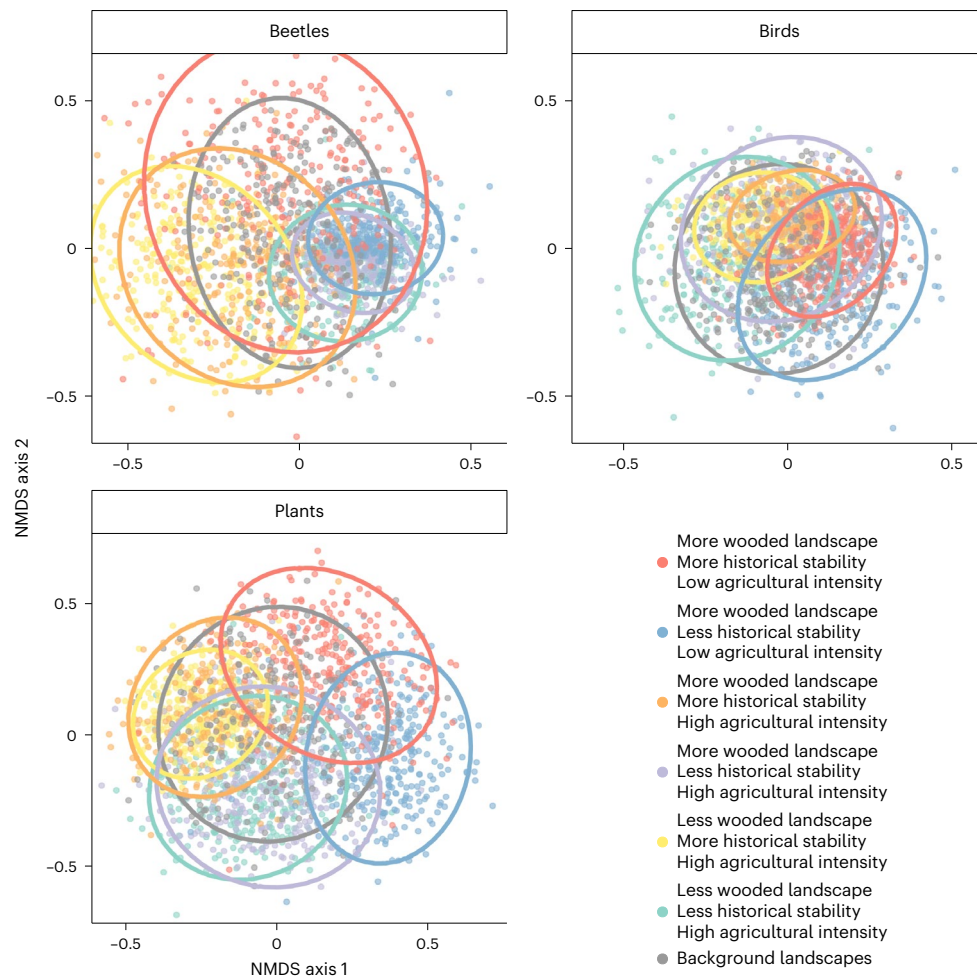 Beetles
Birds
0.5
0
−0.5
0.5
0
−0.5
−0.5
0
0.5
−0.5
0
0.5
NMDS axis 2
Plants
0.5
0
−0.5
−0.5
0
0.5
NMDS axis 1
More wooded landscape
More historical stability
Low agricultural intensity
More wooded landscape
Less historical stability
Low agricultural intensity
More wooded landscape
More historical stability
High agricultural intensity
More wooded landscape
Less historical stability
High agricultural intensity
Less wooded landscape
More historical stability
High agricultural intensity
Less wooded landscape
Less historical stability
High agricultural intensity
Background landscapes